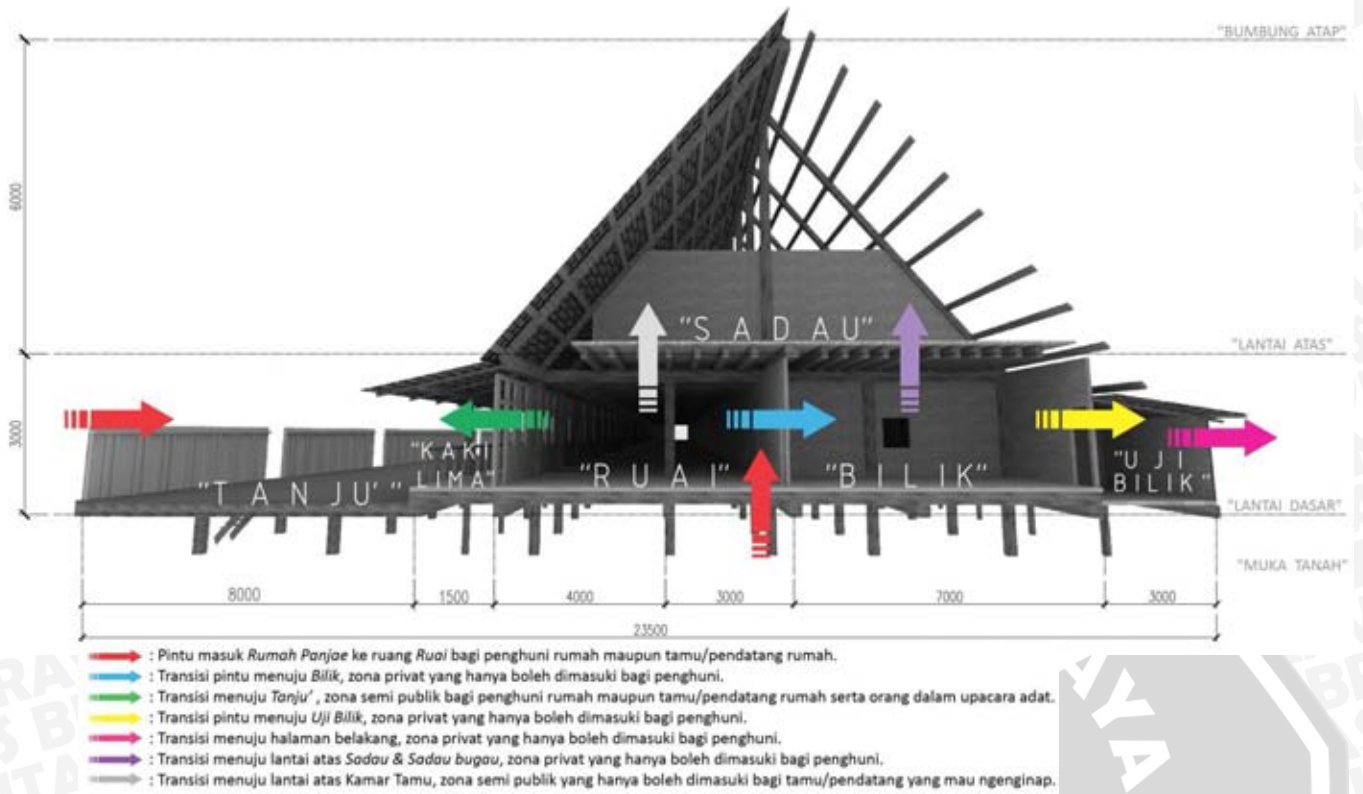 "BUMBUNG ATAP"
6000
"S A D A U"
"LANTAI ATAS"
3000
"KAKI
LIMA"
"T A N J U' "
"R U A I"
"B I L I K"
"U J I
BILIK"
"LANTAI DASAR"
"MUKA TANAH"
8000 1500 4000 3000 7000 3000
23500
: Pintu masuk Rumah Panjae ke ruang Ruai bagi penghuni rumah maupun tamu/pendatang rumah.
: Transisi pintu menuju Bilik, zona privat yang hanya boleh dimasuki bagi penghuni.
: Transisi menuju Tanju' , zona semi publik bagi penghuni rumah maupun tamu/pendatang rumah serta orang dalam upacara adat.
: Transisi pintu menuju Uji Bilik, zona privat yang hanya boleh dimasuki bagi penghuni.
: Transisi menuju halaman belakang, zona privat yang hanya boleh dimasuki bagi penghuni.
: Transisi menuju lantai atas Sadau & Sadau bugau, zona privat yang hanya boleh dimasuki bagi penghuni.
: Transisi menuju lantai atas Kamar Tamu, zona semi publik yang hanya boleh dimasuki bagi tamu/pendatang yang mau ngenginap.
YA